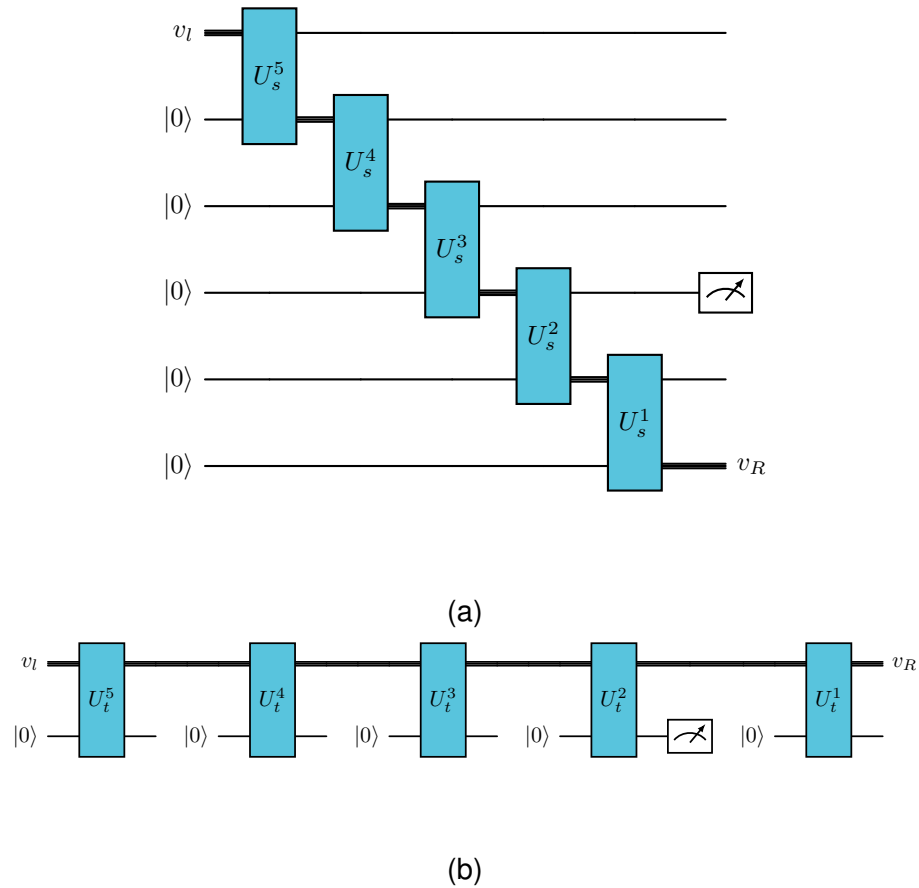 v_l U_s^5
|0⟩ U_s^4
|0⟩ U_s^3
|0⟩ U_s^2
|0⟩ U_s^1
|0⟩ v_R
(a)
v_l U_t^5 U_t^4 U_t^3 U_t^2 U_t^1 v_R
|0⟩ |0⟩ |0⟩ |0⟩ |0⟩
(b)